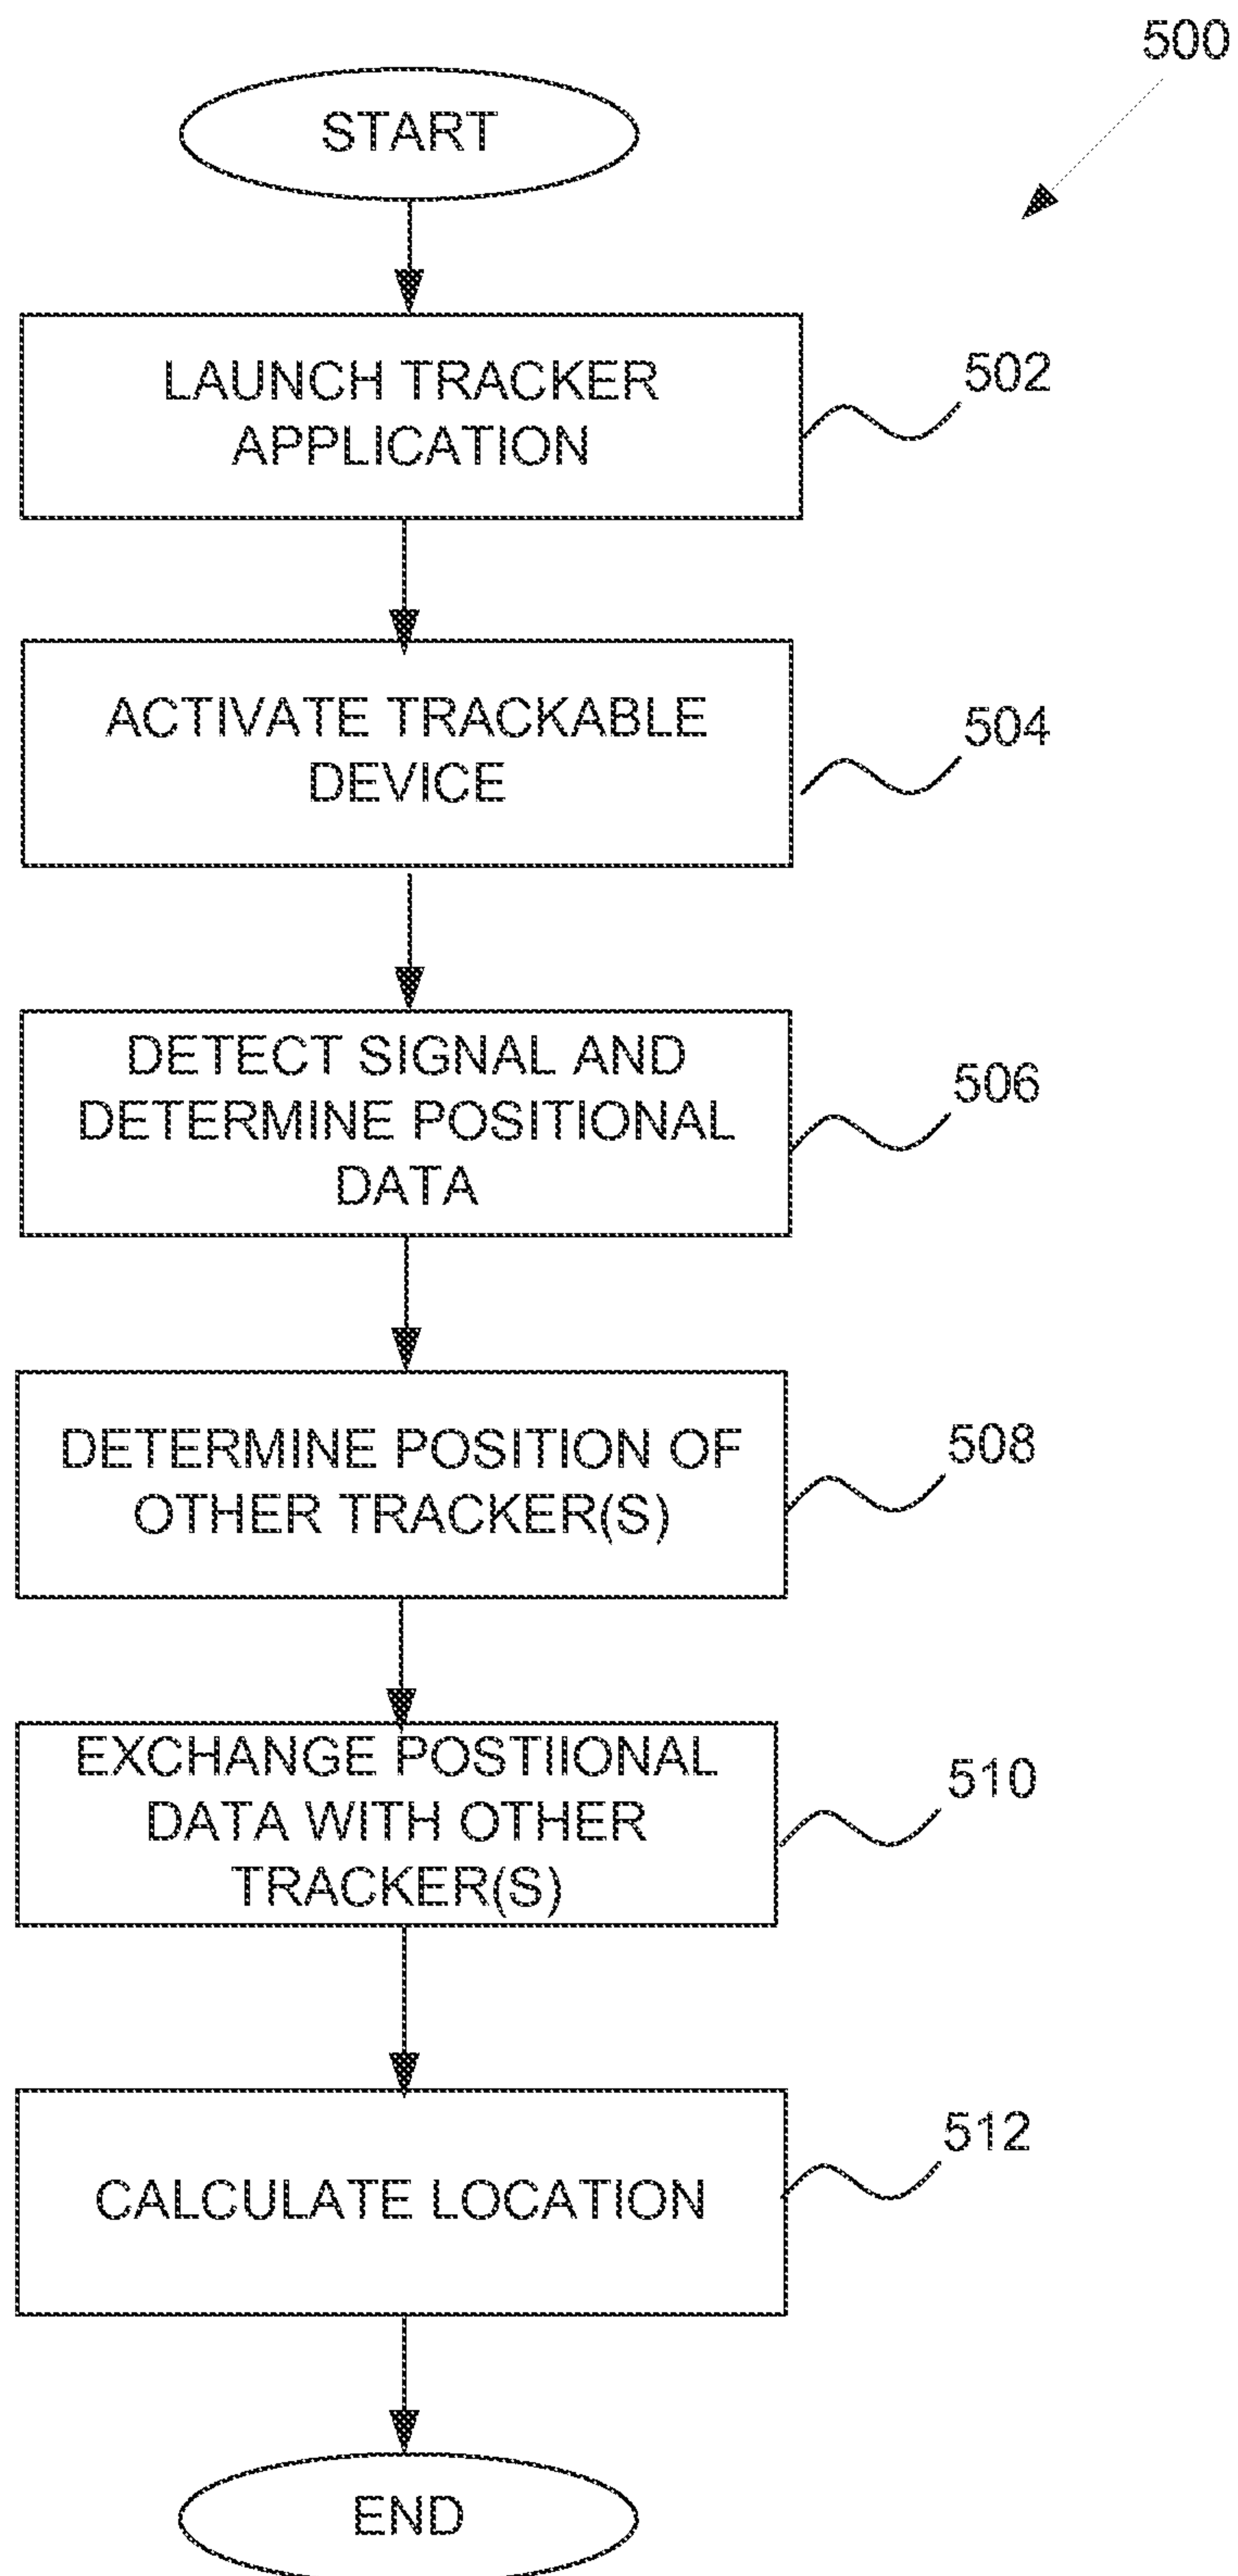 500
START
LAUNCH TRACKER
APPLICATION
502
ACTIVATE TRACKABLE
DEVICE
504
DETECT SIGNAL AND
DETERMINE POSITIONAL
DATA
506
DETERMINE POSITION OF
OTHER TRACKER(S)
508
EXCHANGE POSTIIONAL
DATA WITH OTHER
TRACKER(S)
510
CALCULATE LOCATION
512
END